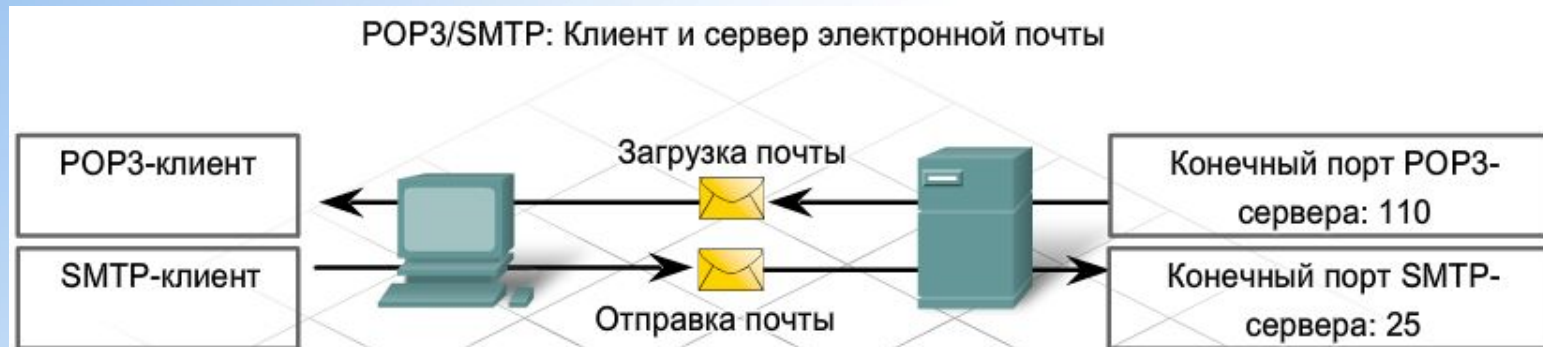 POP3/SMTP: Клиент и сервер электронной почты
POP3-клиент
Загрузка почты
Конечный порт POP3-
сервера: 110
SMTP-клиент
Отправка почты
Конечный порт SMTP-
сервера: 25